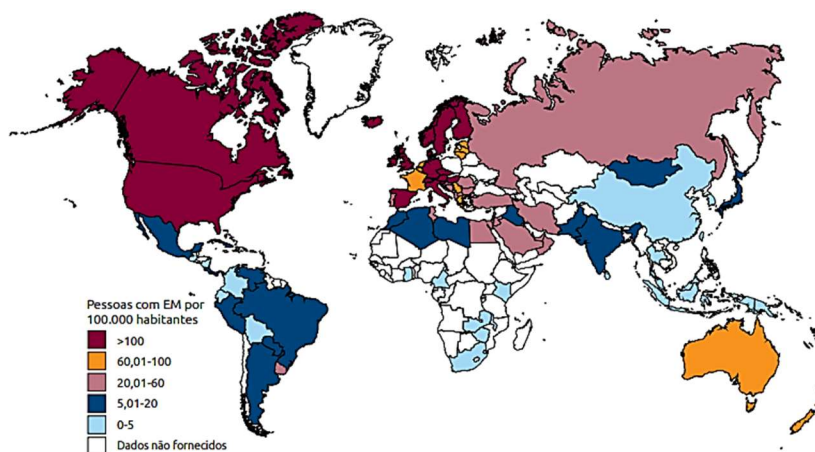 Pessoas com EM por
100.000 habitantes
>100
60,01-100
20,01-60
5,01-20
0-5
Dados não fornecidos